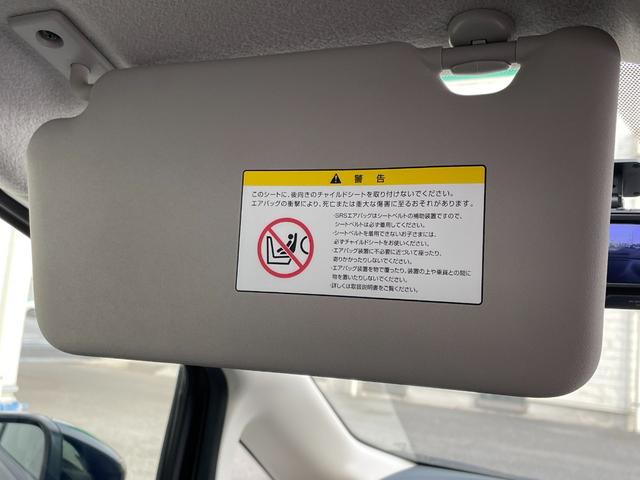 警 告
このシートに、後向きのチャイルドシートを取り付けないでください。
エアバッグの衝撃により、死亡または重大な傷害に至るおそれがあります。
・SRSエアバッグはシートベルトの補助装置ですので、
シートベルトは必ず着用してください。
・シートベルトを着用できないお子さまには、
必ずチャイルドシートをお使いください。
・エアバッグ装置に不必要に近づいて座ったり、
寄りかかったりしないでください。
・エアバッグ装置を物で覆ったり、装置の上や乗員との間に
物を置いたりしないでください。
・詳しくは取扱説明書をご覧ください。